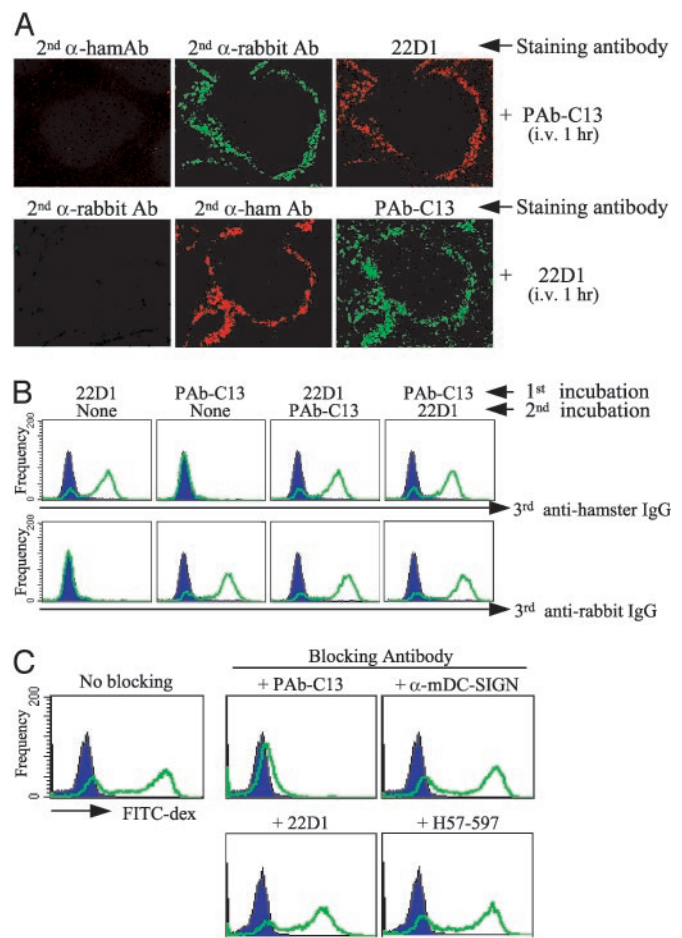 A
2nd α-hamAb 2nd α-rabbit Ab 22D1 Staining antibody
+ PAb-C13
(i.v. 1 hr)
2nd α-rabbit Ab 2nd α-ham Ab PAb-C13 Staining antibody
+ 22D1
(i.v. 1 hr)
B
22D1 PAb-C13 22D1 PAb-C13 1st incubation
None None PAb-C13 22D1 2nd incubation
200
Frequency
0
3rd anti-hamster IgG
200
Frequency
0
3rd anti-rabbit IgG
C
Blocking Antibody
No blocking + PAb-C13 + α-mDC-SIGN
200
Frequency
0
FITC-dex
+ 22D1 + H57-597